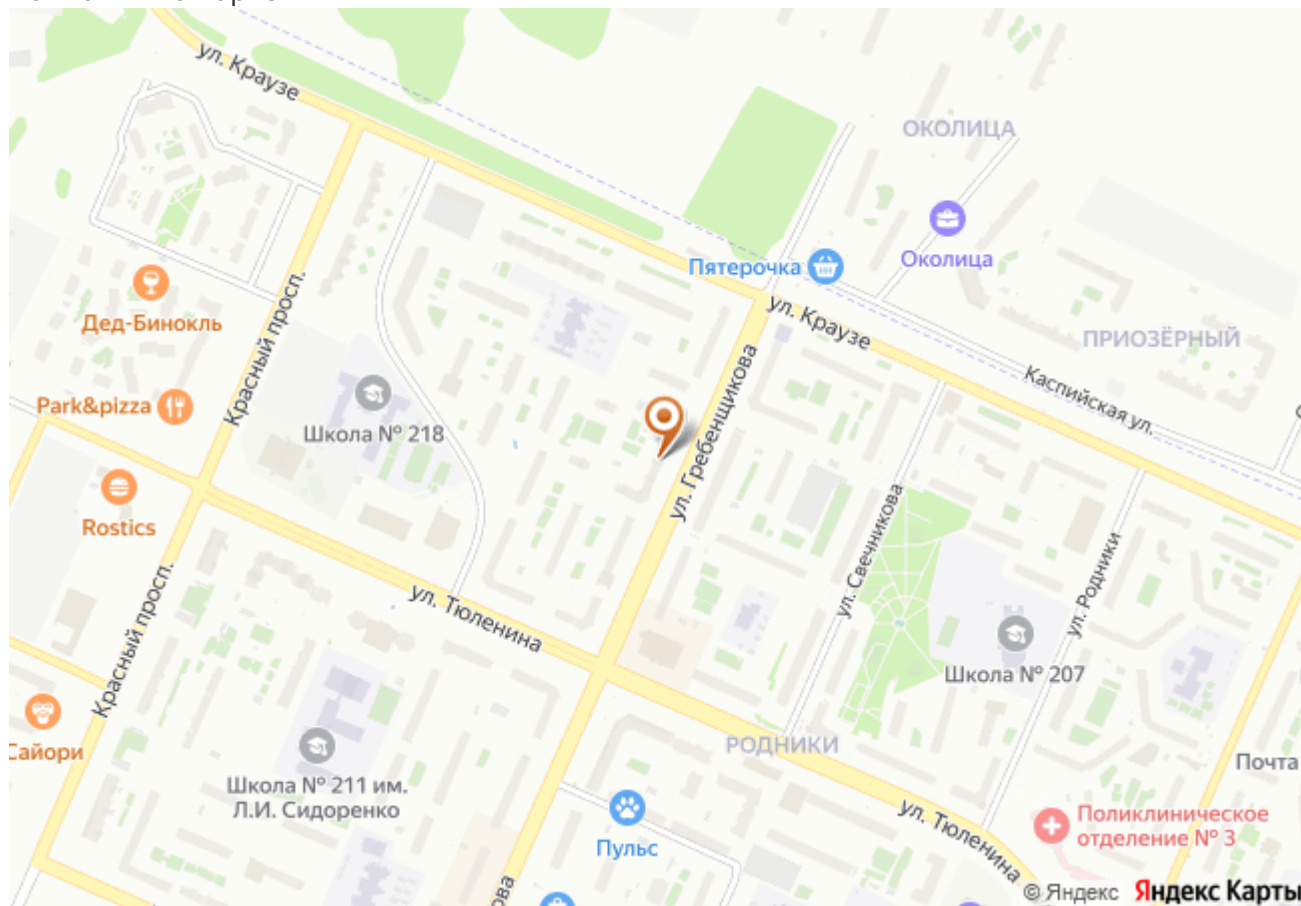 ул. Краузе
ОКОЛИЦА
Околица
Пятерочка
ул. Краузе
ПРИОЗЁРНЫЙ
Дед-Бинокль
Красный просп.
ул. Гребенщикова
Каспийская ул.
Park&pizza
Школа № 218
Rostics
ул. Свечникова
ул. Родники
ул. Тюленина
Красный просп.
Школа № 207
Сайори
РОДНИКИ
Школа № 211 им.
Л.И. Сидоренко
Почта
Пульс
ул. Тюленина
Поликлиническое
отделение № 3
© Яндекс Яндекс Карты